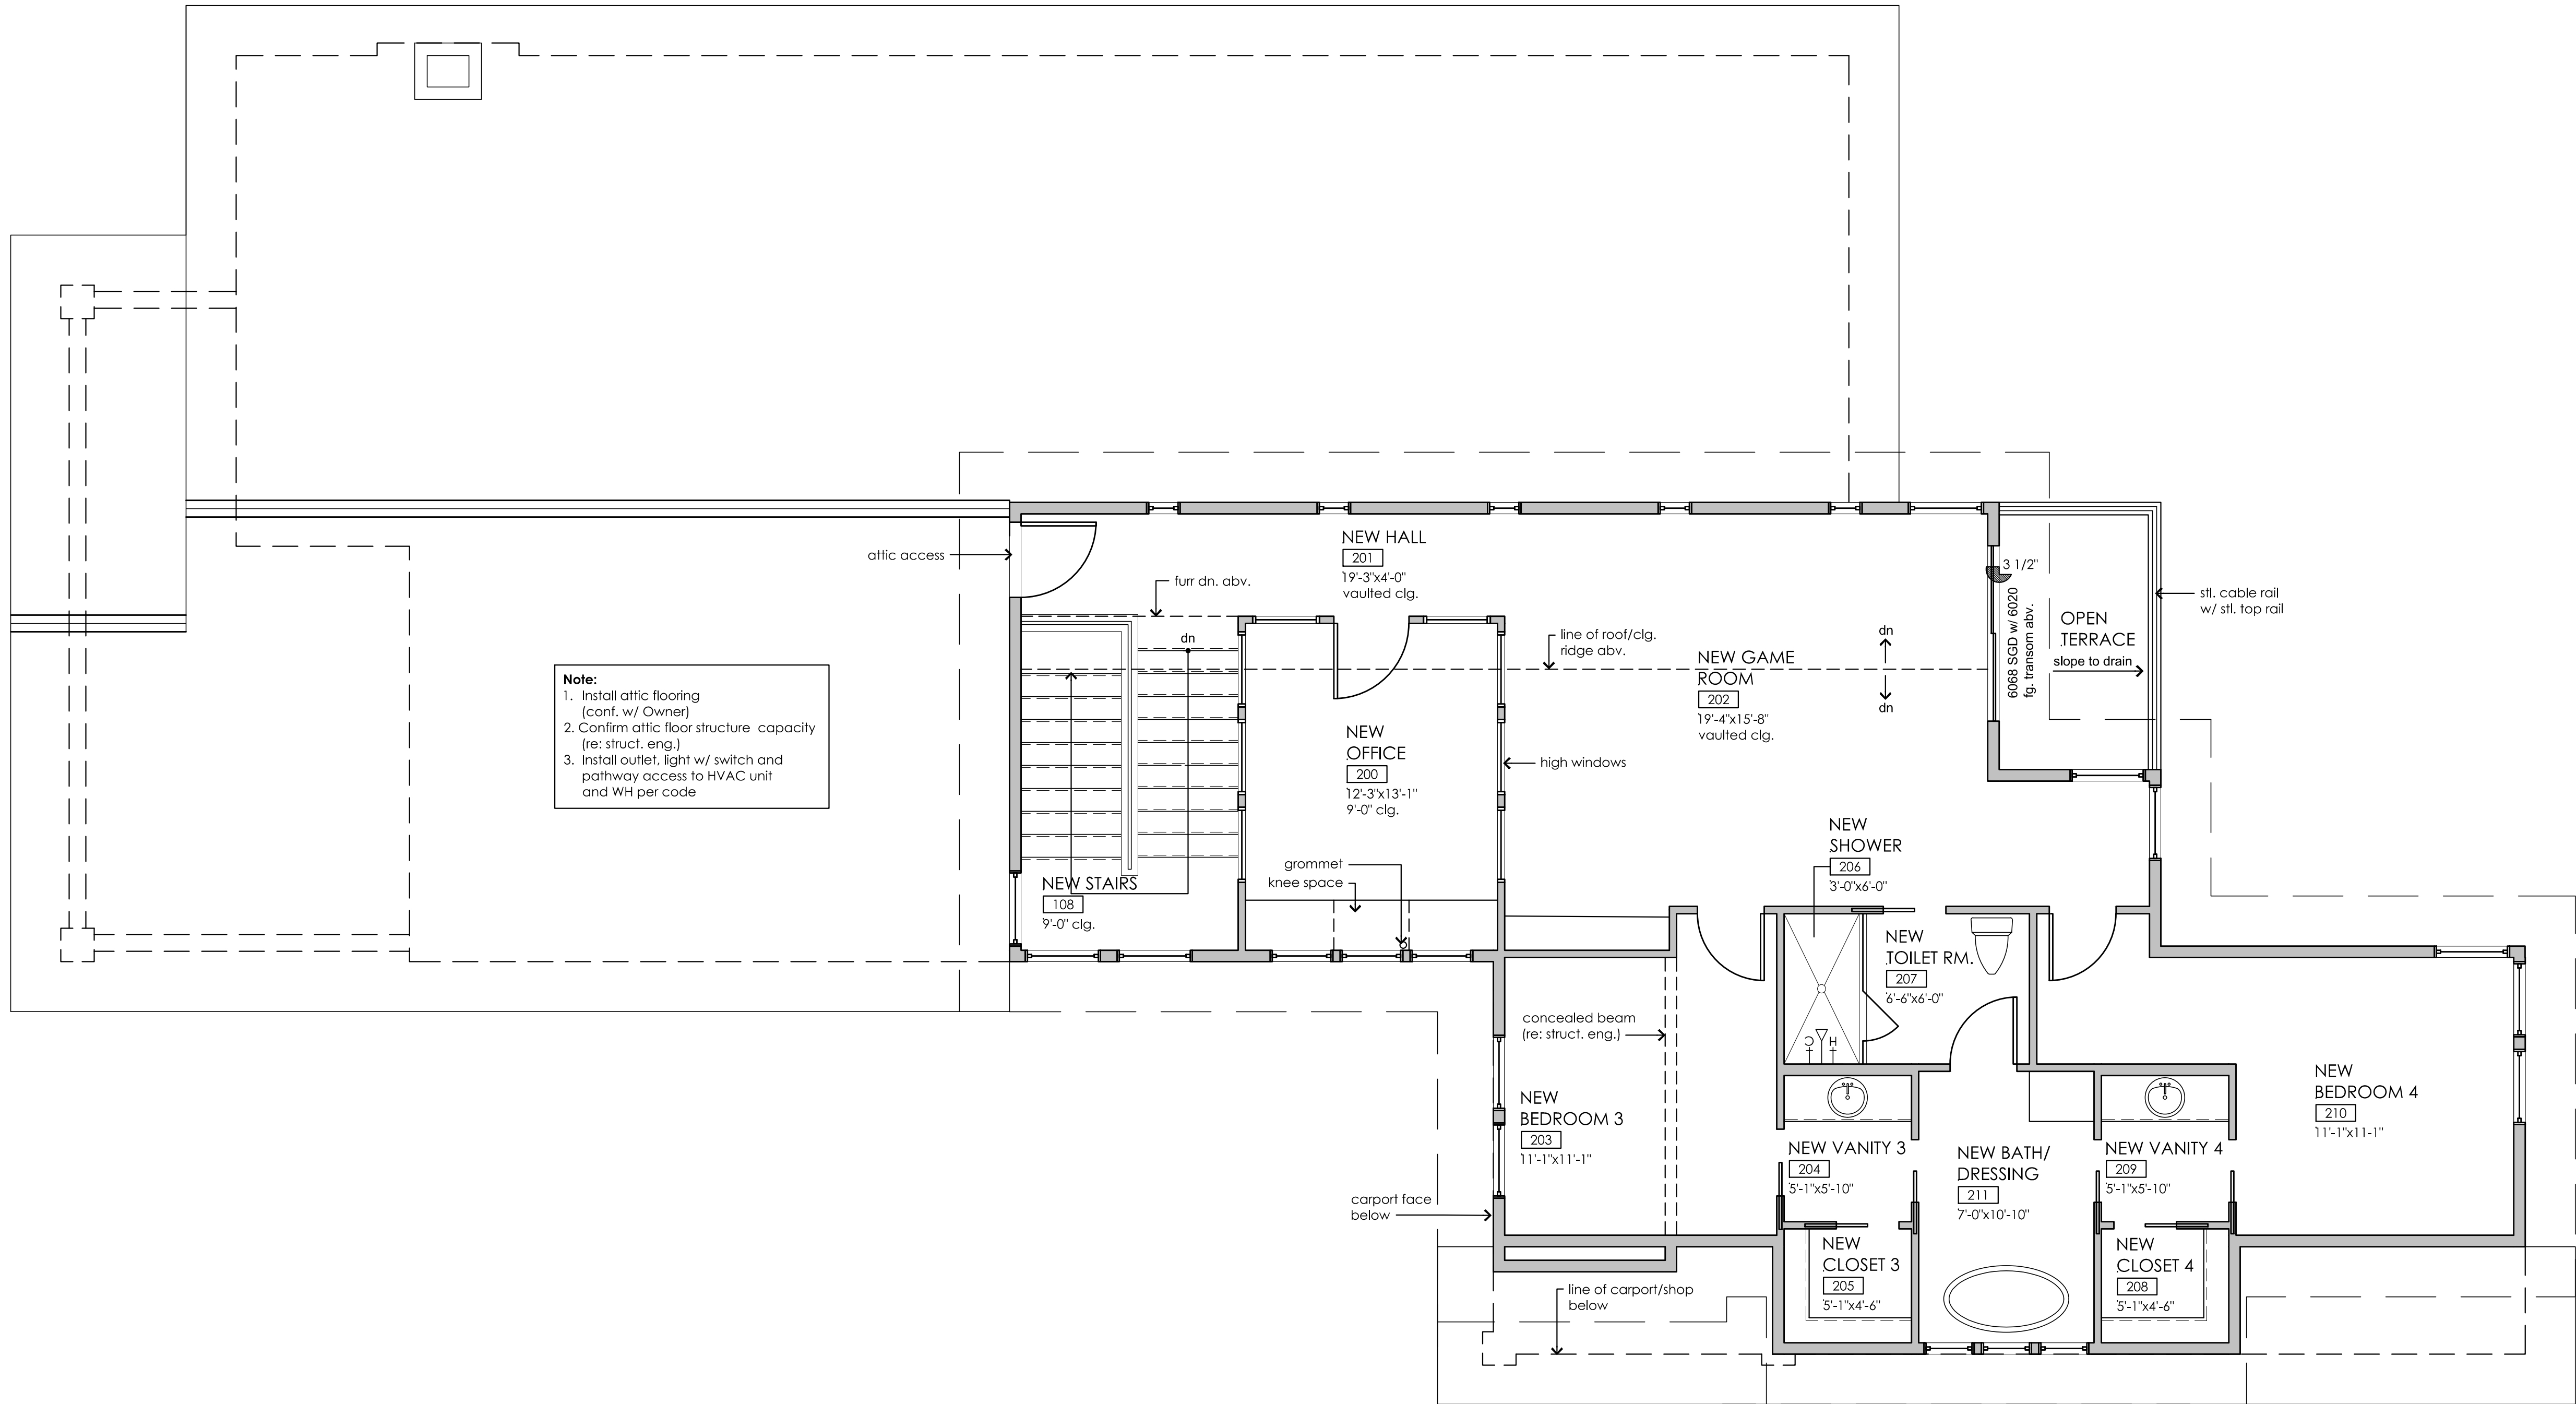 attic access
furr dn. abv.
dn
NEW HALL
201
19'-3"x4'-0"
vaulted clg.
line of roof/clg.
ridge abv.
NEW GAME
ROOM
202
19'-4"x15'-8"
vaulted clg.
dn
dn
3 1/2"
6068 SGD w/ 6020
fg. transom abv.
OPEN
TERRACE
slope to drain
stl. cable rail
w/ stl. top rail
Note:
1. Install attic flooring
(conf. w/ Owner)
2. Confirm attic floor structure capacity
(re: struct. eng.)
3. Install outlet, light w/ switch and
pathway access to HVAC unit
and WH per code
NEW
OFFICE
200
12'-3"x13'-1"
9'-0" clg.
high windows
grommet
knee space
NEW STAIRS
108
9'-0" clg.
NEW
SHOWER
206
3'-0"x6'-0"
NEW
TOILET RM.
207
6'-6"x6'-0"
C H
concealed beam
(re: struct. eng.)
NEW
BEDROOM 3
203
11'-1"x11'-1"
carport face
below
NEW VANITY 3
204
5'-1"x5'-10"
NEW BATH/
DRESSING
211
7'-0"x10'-10"
NEW VANITY 4
209
5'-1"x5'-10"
NEW
BEDROOM 4
210
11'-1"x11-1"
NEW
CLOSET 3
205
5'-1"x4'-6"
NEW
CLOSET 4
208
5'-1"x4'-6"
line of carport/shop
below